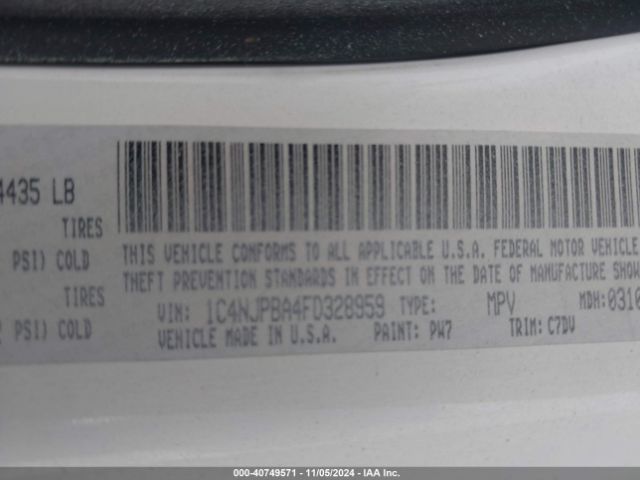 4435 LB
TIRES
PSI) COLD
TIRES
PSI) COLD
THIS VEHICLE CONFORMS TO ALL APPLICABLE U.S.A. FEDERAL MOTOR VEHICLE
THEFT PREVENTION STANDARDS IN EFFECT ON THE DATE OF MANUFACTURE SHOW
VIN: 1C4NJPBA4FD328959 TYPE: MPV MDH: 0310
VEHICLE MADE IN U.S.A. PAINT: PW7 TRIM: C7DV
000-40749571 - 11/05/2024 - IAA Inc.